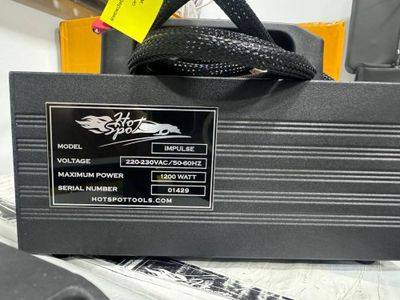 Hot
Spot
MODEL IMPULSE
VOLTAGE 220-230VAC/50-60HZ
MAXIMUM POWER 1200 WATT
SERIAL NUMBER 01429
HOTSPOTTOOLS.COM